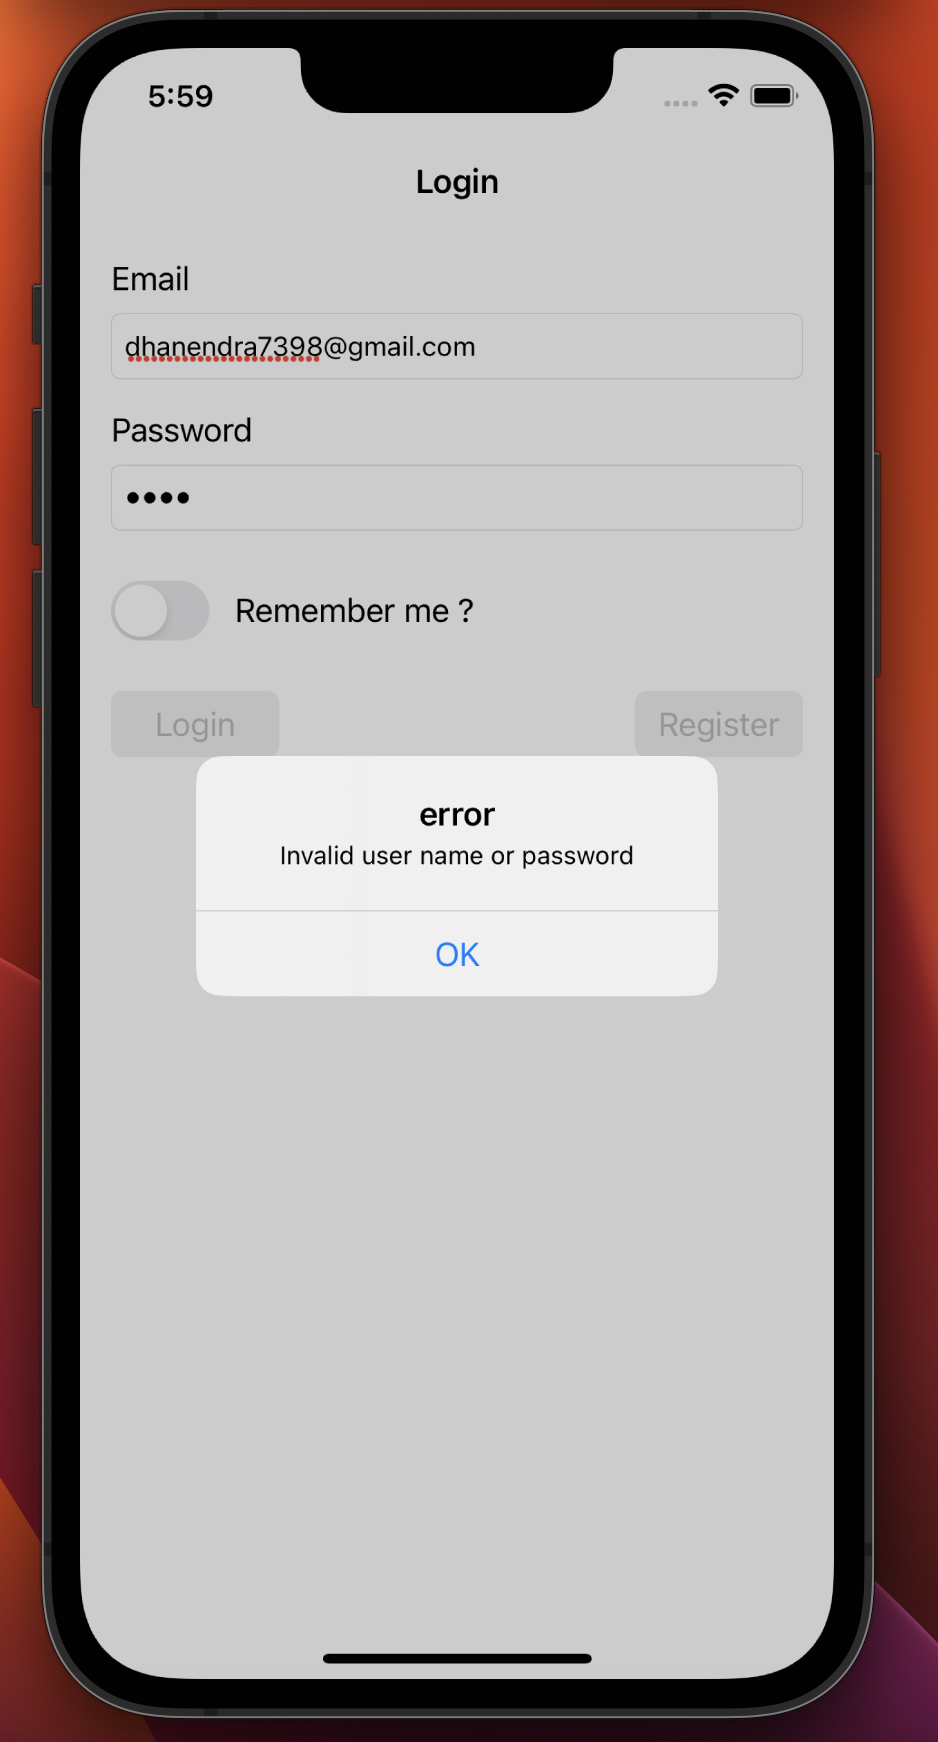 5:59
Login
Email
dhanendra7398@gmail.com
Password
••••
Remember me ?
Login Register
error
Invalid user name or password
OK